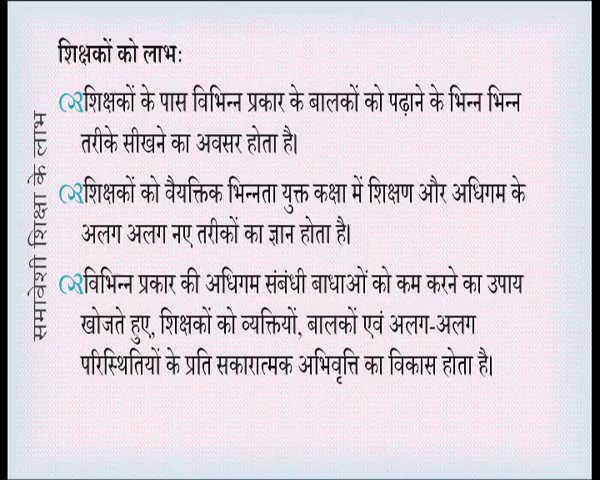 समावेशी शिक्षा के लाभ
शिक्षकों को लाभः
शिक्षकों के पास विभिन्न प्रकार के बालकों को पढ़ाने के भिन्न भिन्न
तरीके सीखने का अवसर होता है।
शिक्षकों को वैयक्तिक भिन्नता युक्त कक्षा में शिक्षण और अधिगम के
अलग अलग नए तरीकों का ज्ञान होता है।
विभिन्न प्रकार की अधिगम संबंधी बाधाओं को कम करने का उपाय
खोजते हुए, शिक्षकों को व्यक्तियों, बालकों एवं अलग-अलग
परिस्थितियों के प्रति सकारात्मक अभिवृत्ति का विकास होता है।